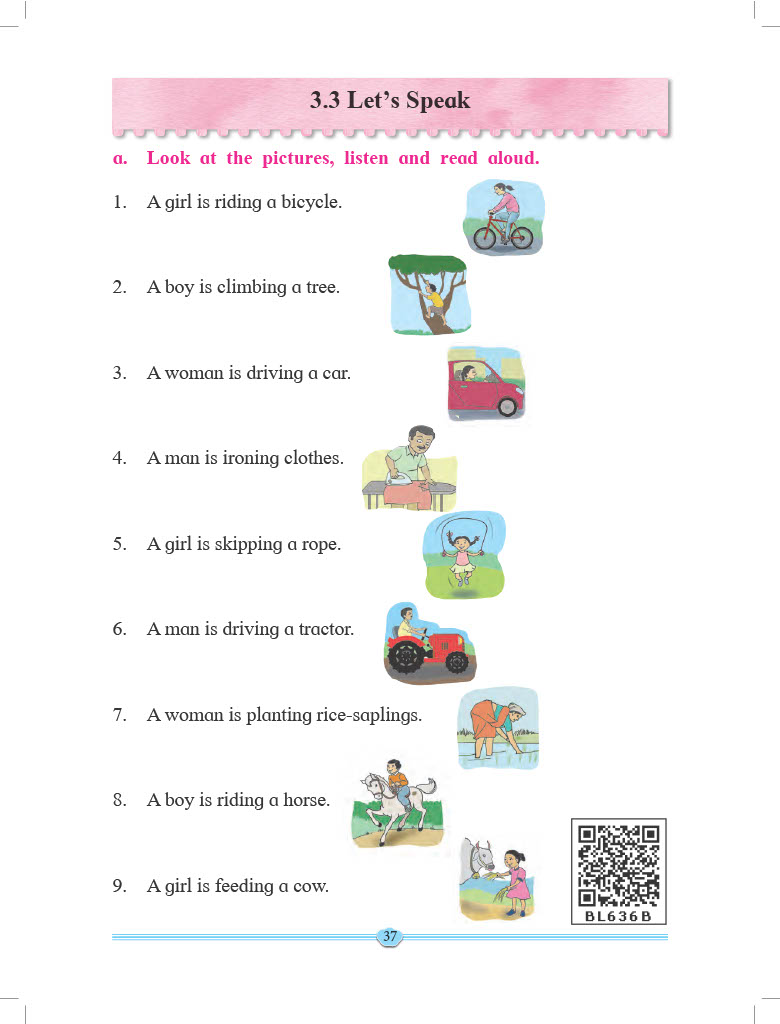 3.3 Let's Speak
a. Look at the pictures, listen and read aloud.
1. A girl is riding a bicycle.
2. A boy is climbing a tree.
3. A woman is driving a car.
4. A man is ironing clothes.
5. A girl is skipping a rope.
6. A man is driving a tractor.
7. A woman is planting rice-saplings.
8. A boy is riding a horse.
9. A girl is feeding a cow.
BL636B
37